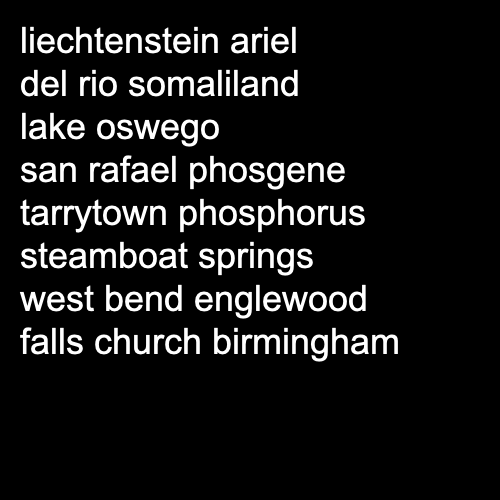 liechtenstein ariel
del rio somaliland
lake oswego
san rafael phosgene
tarrytown phosphorus
steamboat springs
west bend englewood
falls church birmingham